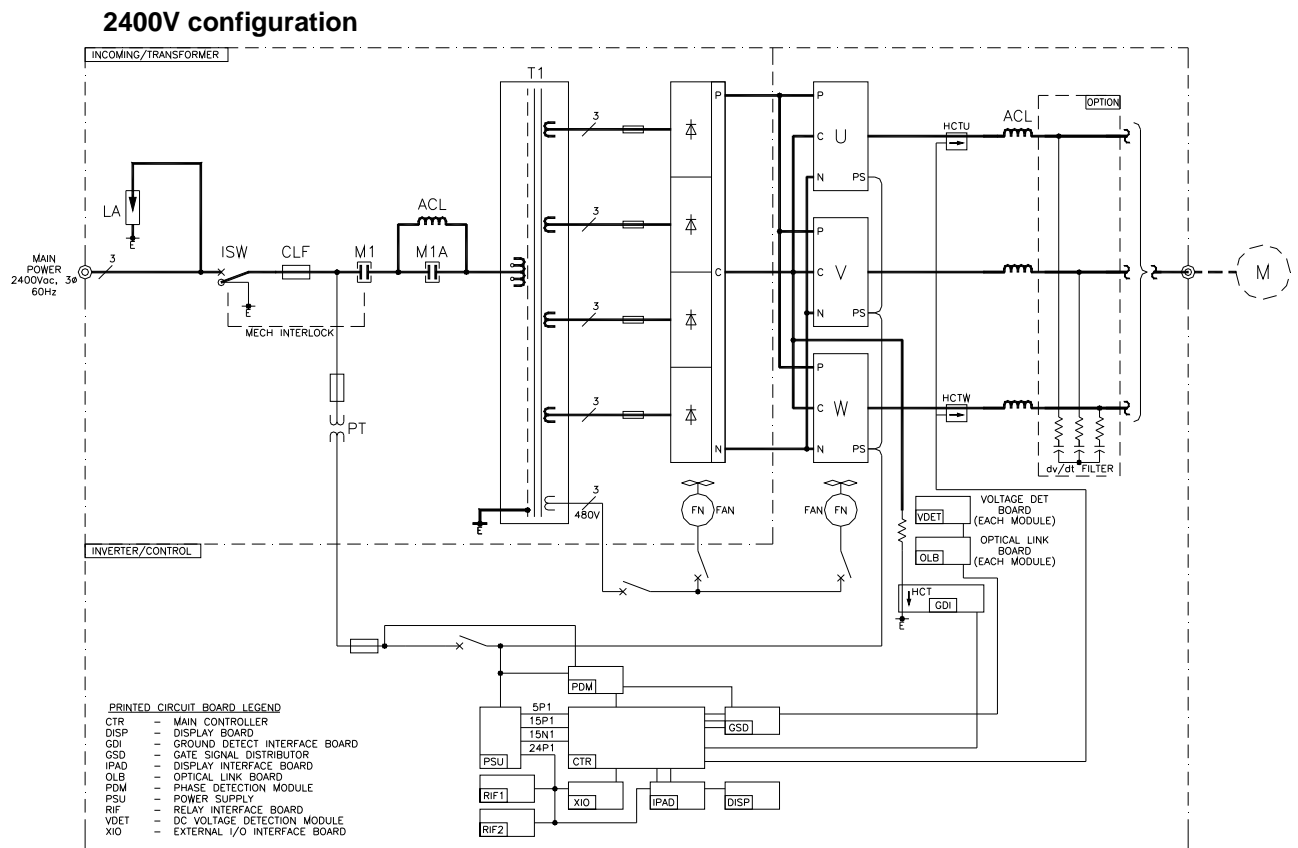 2400V configuration
INCOMING/TRANSFORMER
T1
P
P
3
C
U
N
PS
HCTU
ACL
OPTION
LA
E
3
ACL
ISW
CLF
M1
M1A
MAIN
POWER
2400Vac, 3ø
60Hz
3
E
MECH INTERLOCK
C
P
C
V
N
PS
M
3
PT
P
C
W
N
PS
HCTW
3
N
dv/dt FILTER
E
3
480V
FN
FAN
FAN
FN
VDET
VOLTAGE DET
BOARD
(EACH MODULE)
OLB
OPTICAL LINK
BOARD
(EACH MODULE)
INVERTER/CONTROL
HCT
GDI
E
PDM
5P1
15P1
15N1
24P1
PSU
CTR
GSD
RIF1
XIO
IPAD
DISP
RIF2
PRINTED CIRCUIT BOARD LEGEND
CTR – MAIN CONTROLLER
DISP – DISPLAY BOARD
GDI – GROUND DETECT INTERFACE BOARD
GSD – GATE SIGNAL DISTRIBUTOR
IPAD – DISPLAY INTERFACE BOARD
OLB – OPTICAL LINK BOARD
PDM – PHASE DETECTION MODULE
PSU – POWER SUPPLY
RIF – RELAY INTERFACE BOARD
VDET – DC VOLTAGE DETECTION MODULE
XIO – EXTERNAL I/O INTERFACE BOARD